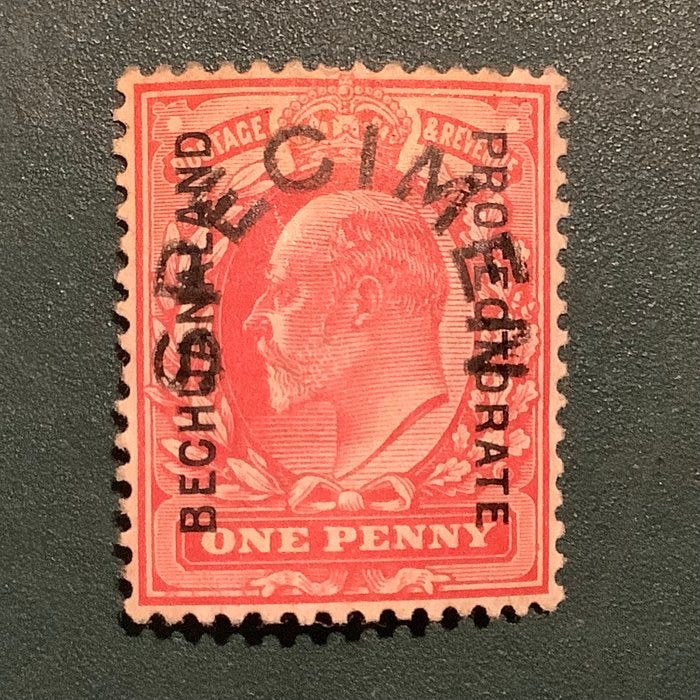 POSTAGE & REVENUE
SPECIMEN
BECHUANALAND
PROTECTORATE
ONE PENNY